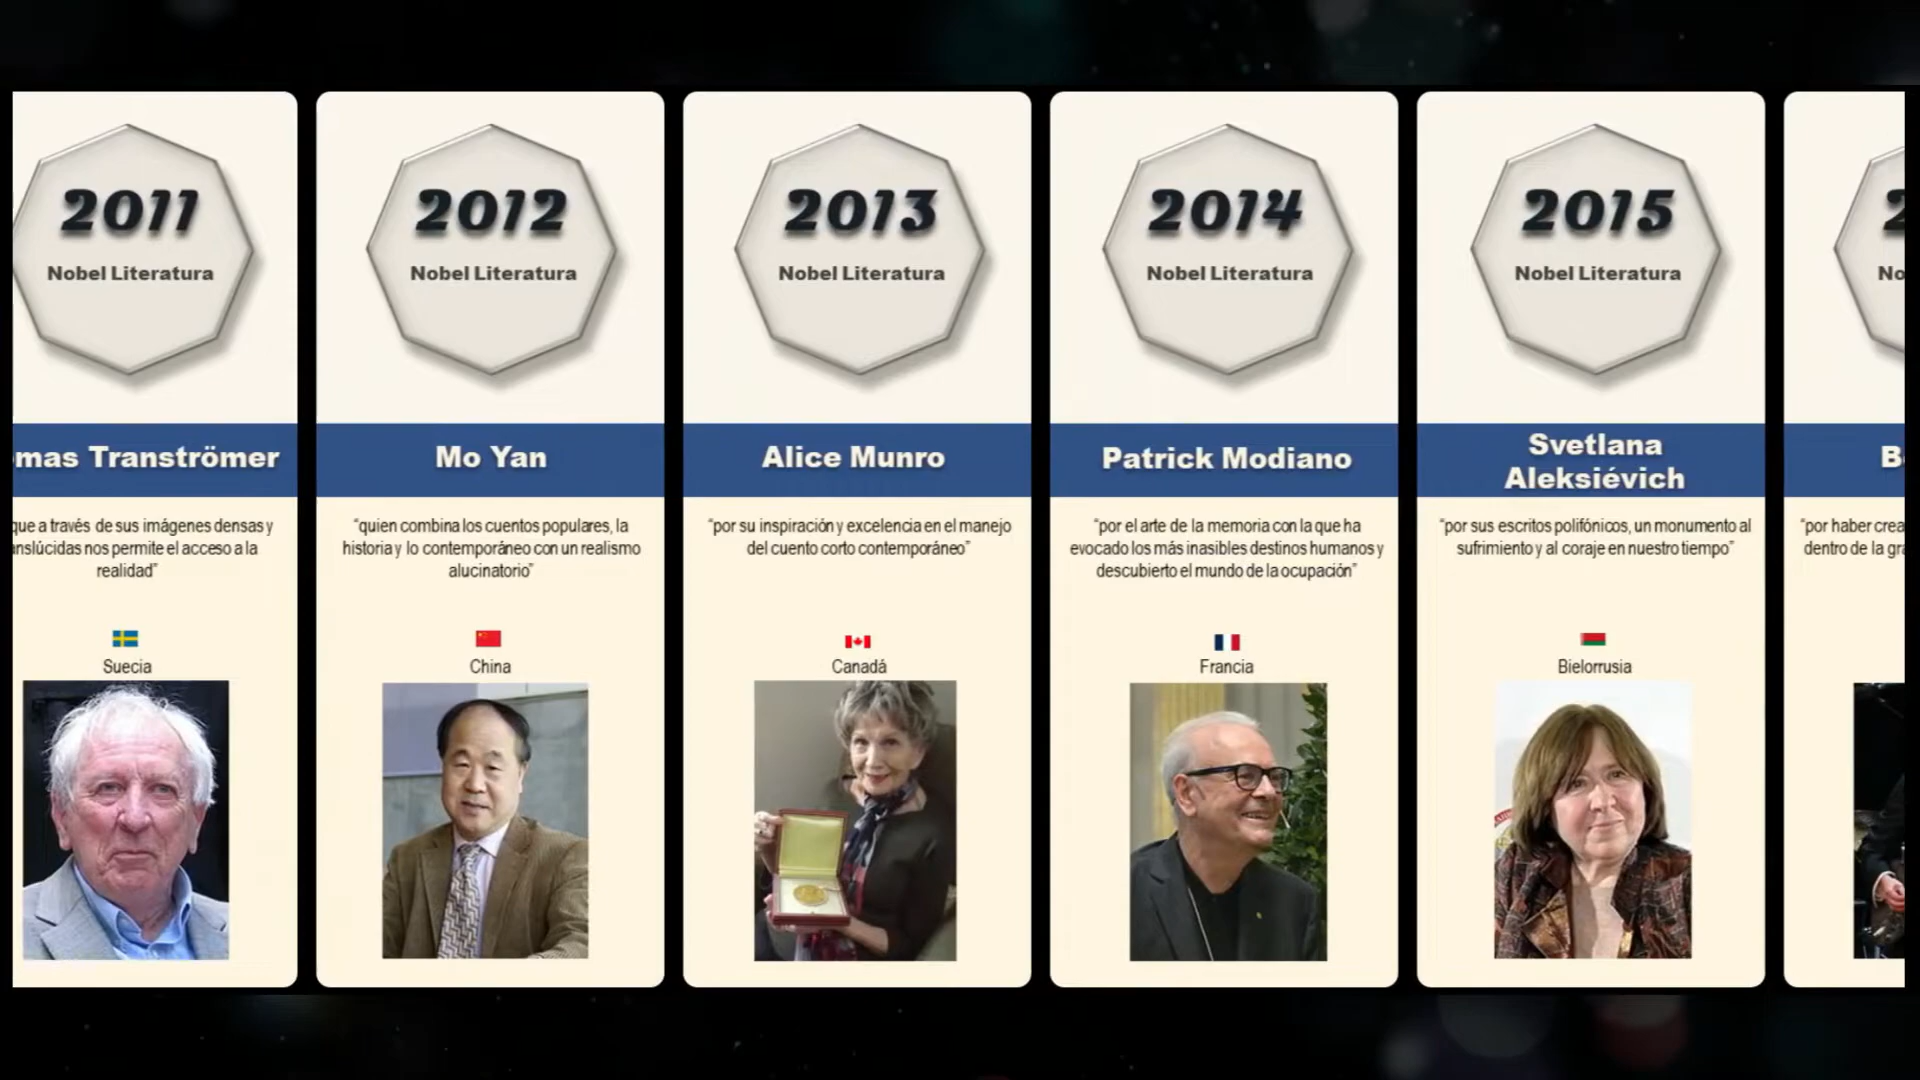 2011
Nobel Literatura
mas Tranströmer
que a través de sus imágenes densas y
anslúcidas nos permite el acceso a la
realidad”
Suecia
2012
Nobel Literatura
Mo Yan
“quien combina los cuentos populares, la
historia y lo contemporáneo con un realismo
alucinatorio”
China
2013
Nobel Literatura
Alice Munro
“por su inspiración y excelencia en el manejo
del cuento corto contemporáneo”
Canadá
2014
Nobel Literatura
Patrick Modiano
“por el arte de la memoria con la que ha
evocado los más inasibles destinos humanos y
descubierto el mundo de la ocupación”
Francia
2015
Nobel Literatura
Svetlana
Aleksiévich
“por sus escritos polifónicos, un monumento al
sufrimiento y al coraje en nuestro tiempo”
Bielorrusia
2
No
B
“por haber crea
dentro de la gra